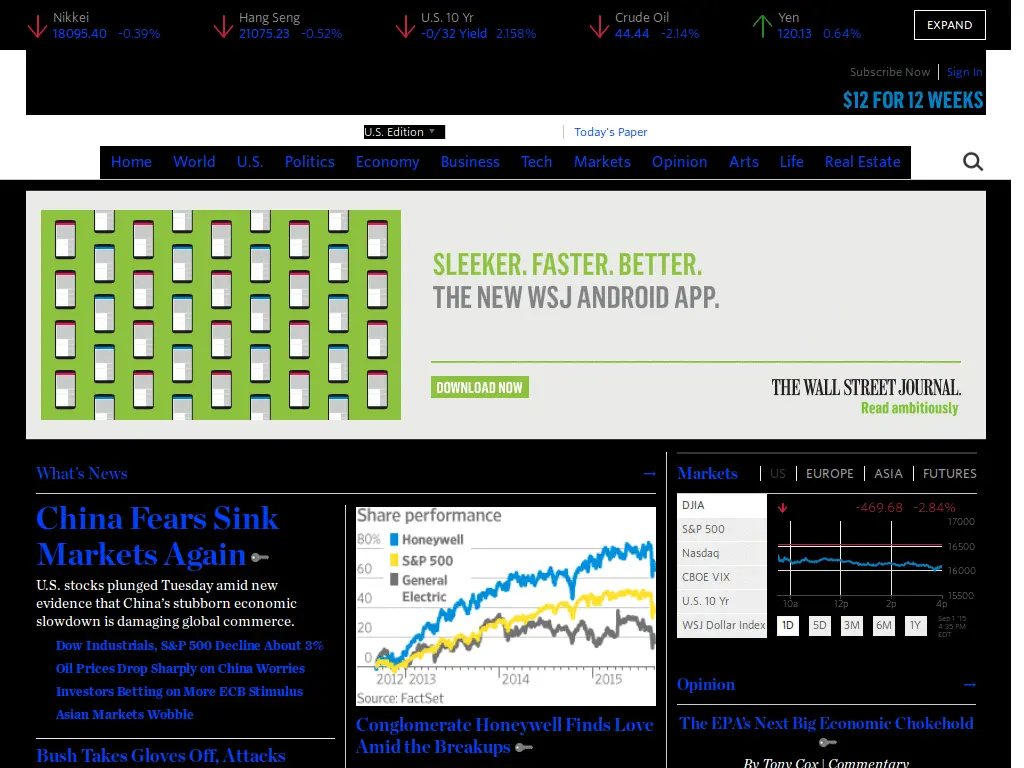 Nikkei
18095.40 -0.39%
Hang Seng
21075.23 -0.52%
U.S. 10 Yr
-0/32 Yield 2.158%
Crude Oil
44.44 -2.14%
Yen
120.13 0.64%
EXPAND
Subscribe Now
Sign In
$12 FOR 12 WEEKS
U.S. Edition
Today's Paper
Home World U.S. Politics Economy Business Tech Markets Opinion Arts Life Real Estate
SLEEKER. FASTER. BETTER.
THE NEW WSJ ANDROID APP.
DOWNLOAD NOW
THE WALL STREET JOURNAL.
Read ambitiously
What's News →
China Fears Sink
Markets Again
U.S. stocks plunged Tuesday amid new
evidence that China's stubborn economic
slowdown is damaging global commerce.
Dow Industrials, S&P 500 Decline About 3%
Oil Prices Drop Sharply on China Worries
Investors Betting on More ECB Stimulus
Asian Markets Wobble
Bush Takes Gloves Off, Attacks
Share performance
80%
60
40
20
0
Honeywell
S&P 500
General
Electric
2012 2013 2014 2015
Source: FactSet
Conglomerate Honeywell Finds Love
Amid the Breakups
Markets
US EUROPE ASIA FUTURES
DJIA
S&P 500
Nasdaq
CBOE VIX
U.S. 10 Yr
WSJ Dollar Index
-469.68 -2.84%
17000
16500
16000
15500
10a 12p 2p 4p
1D 5D 3M 6M 1Y
Sep 1 '15
4:35 PM
EDT
Opinion →
The EPA's Next Big Economic Chokehold
By Tony Cox | Commentary